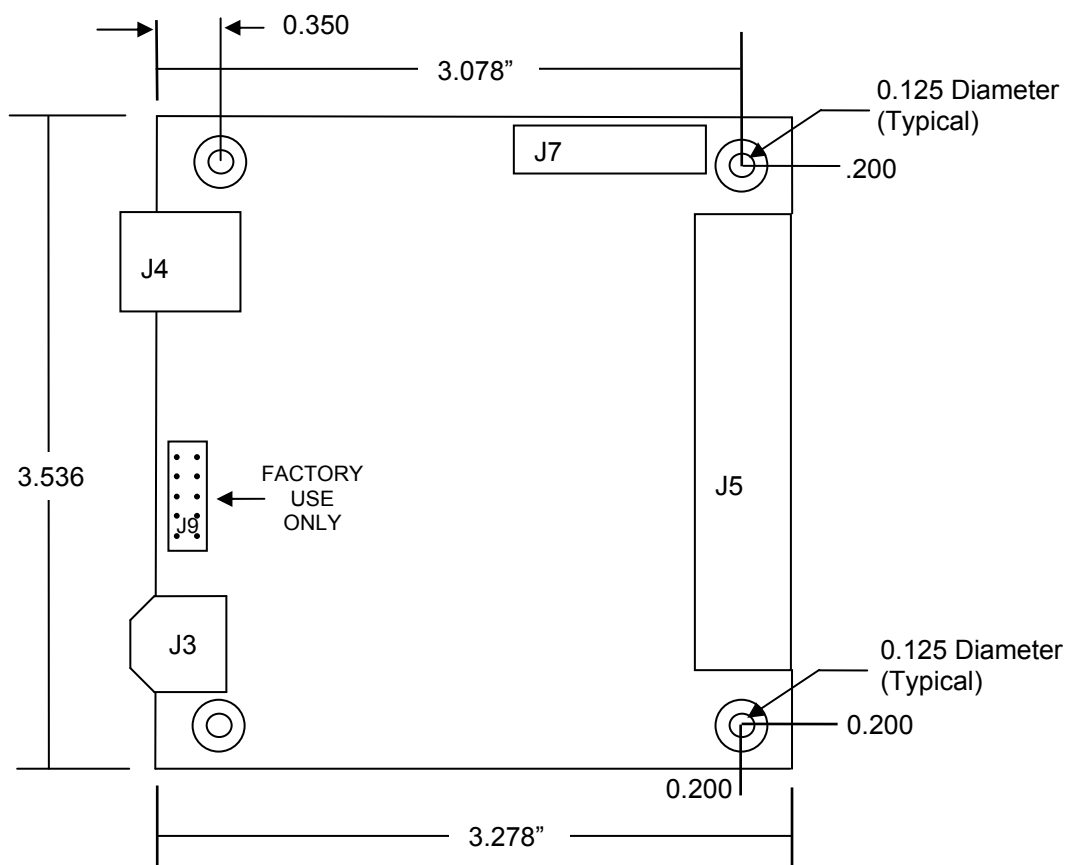 0.350
3.078”
0.125 Diameter
(Typical)
J7
.200
J4
3.536
FACTORY
USE
ONLY
J9
J5
J3
0.125 Diameter
(Typical)
0.200
0.200
3.278”